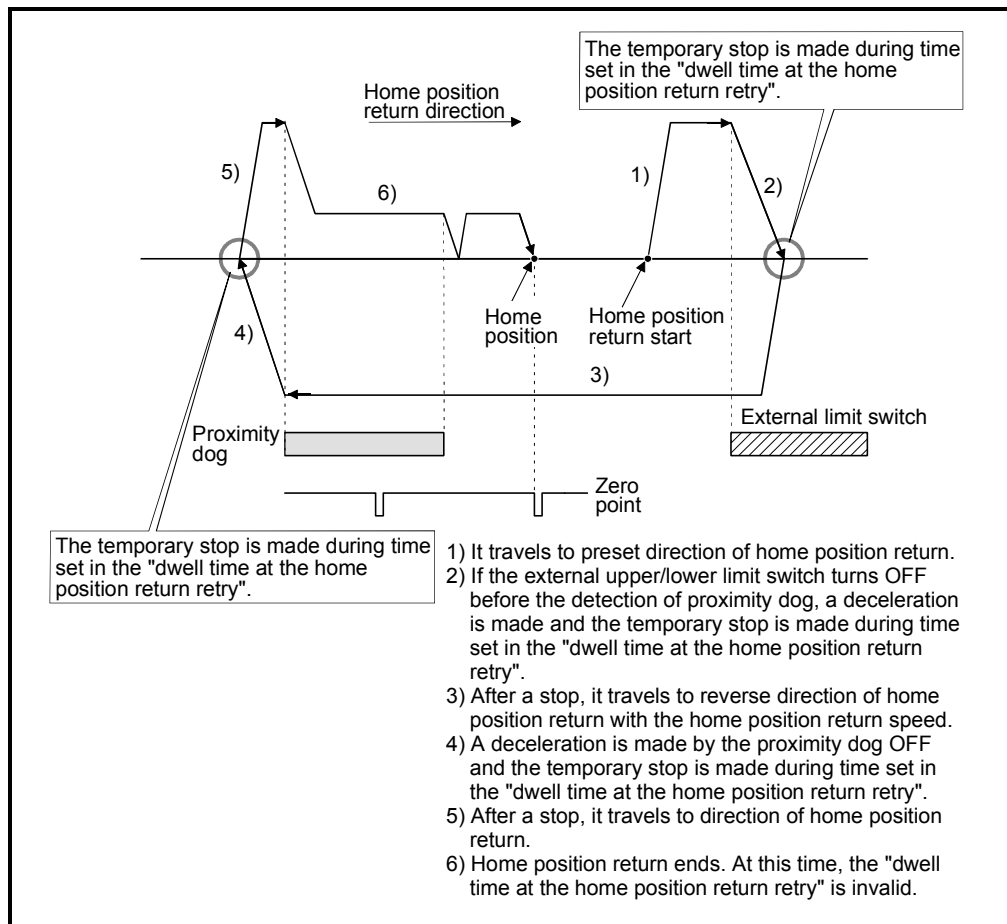 The temporary stop is made during time
set in the "dwell time at the home
position return retry".
Home position
return direction
5)
6)
1)
2)
4)
Home
position
Home position
return start
3)
Proximity
dog
External limit switch
Zero
point
The temporary stop is made during time
set in the "dwell time at the home
position return retry".
1) It travels to preset direction of home position return.
2) If the external upper/lower limit switch turns OFF
before the detection of proximity dog, a deceleration
is made and the temporary stop is made during time
set in the "dwell time at the home position return
retry".
3) After a stop, it travels to reverse direction of home
position return with the home position return speed.
4) A deceleration is made by the proximity dog OFF
and the temporary stop is made during time set in
the "dwell time at the home position return retry".
5) After a stop, it travels to direction of home position
return.
6) Home position return ends. At this time, the "dwell
time at the home position return retry" is invalid.